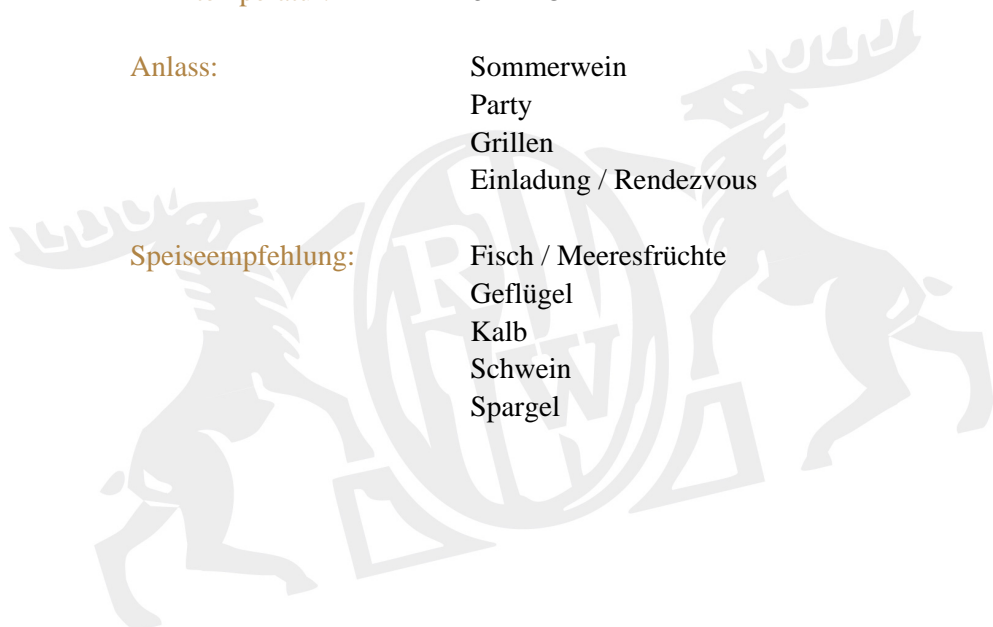 Anlass: Sommerwein
Party
Grillen
Einladung / Rendezvous
Speiseempfehlung: Fisch / Meeresfrüchte
Geflügel
Kalb
Schwein
Spargel
R
W